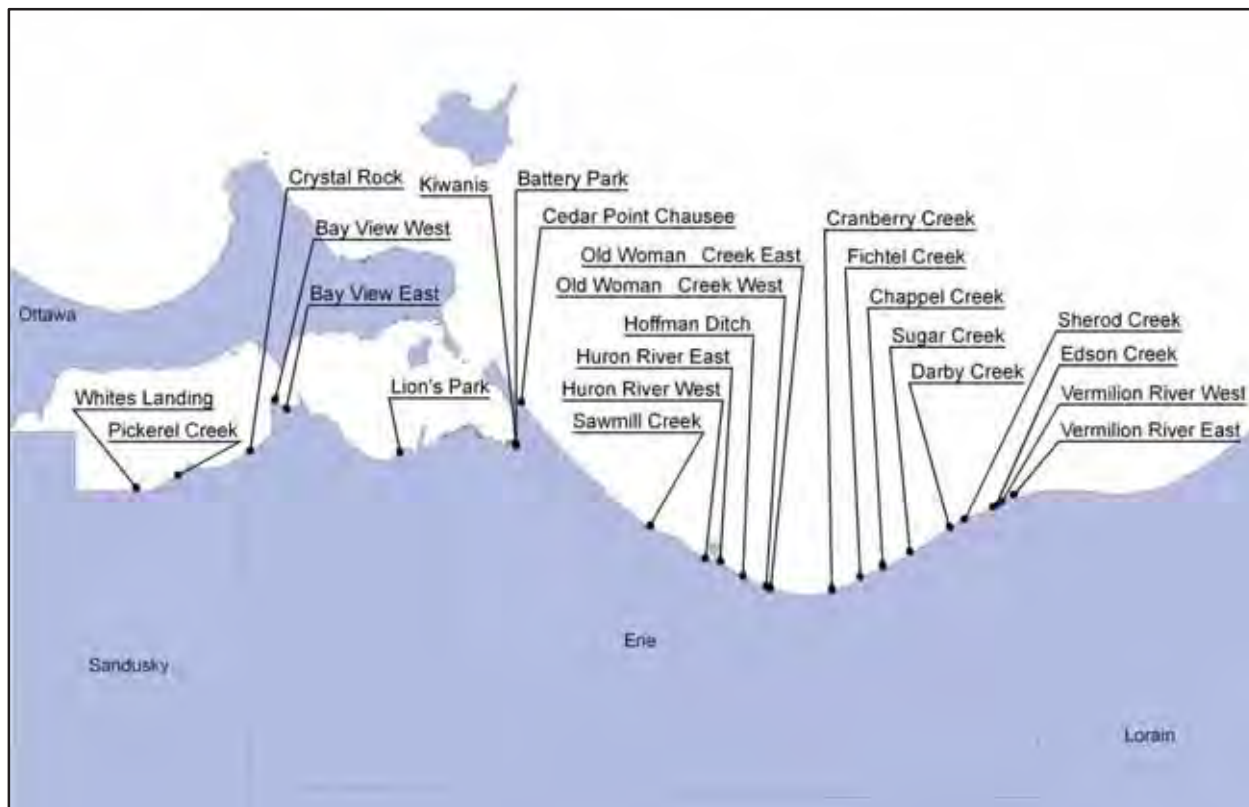 Crystal Rock
Kiwanis
Battery Park
Bay View West
Cedar Point Chausee
Cranberry Creek
Old Woman Creek East
Fichtel Creek
Old Woman Creek West
Bay View East
Chappel Creek
Ottawa
Hoffman Ditch
Sherod Creek
Sugar Creek
Huron River East
Edson Creek
Darby Creek
Lion's Park
Huron River West
Vermilion River West
Whites Landing
Sawmill Creek
Pickerel Creek
Vermilion River East
Erie
Sandusky
Lorain